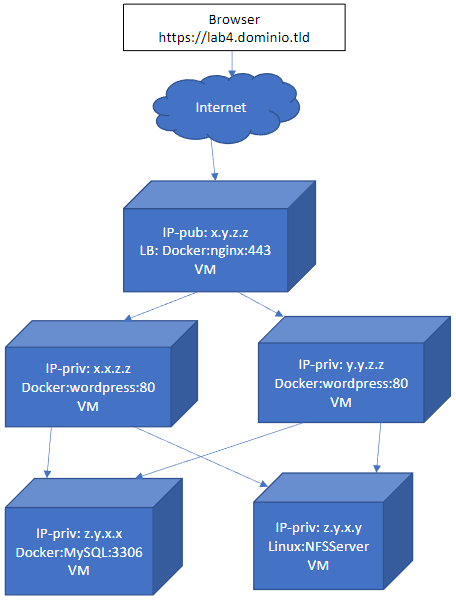 Browser
https://lab4.dominio.tld
Internet
IP-pub: x.y.z.z
LB: Docker:nginx:443
VM
IP-priv: x.x.z.z
Docker:wordpress:80
VM
IP-priv: y.y.z.z
Docker:wordpress:80
VM
IP-priv: z.y.x.x
Docker:MySQL:3306
VM
IP-priv: z.y.x.y
Linux:NFSServer
VM